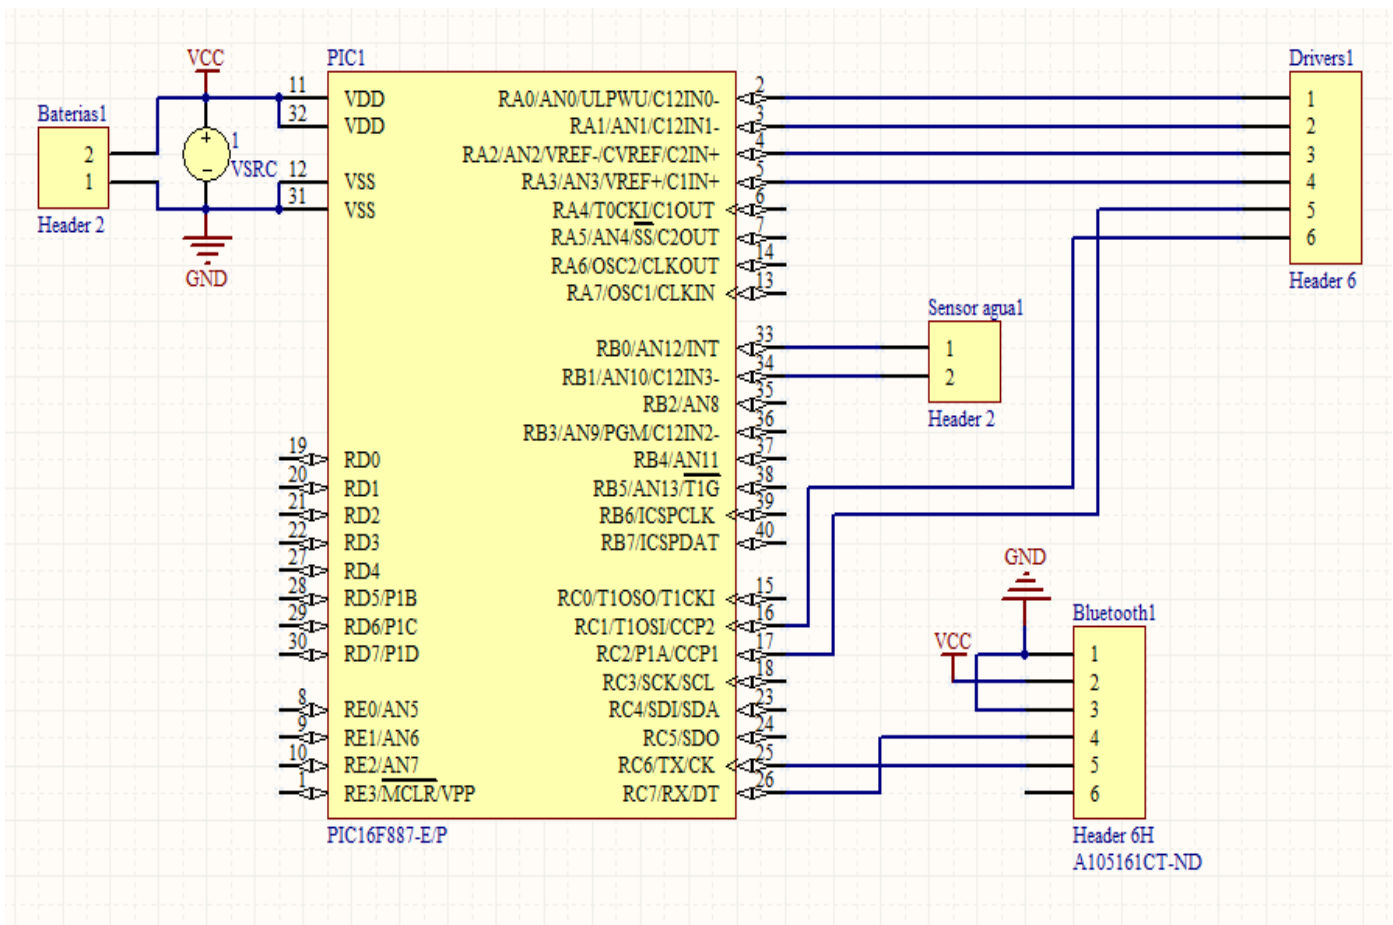 VCC
PIC1
Drivers1
Baterias1
2
1
Header 2
1
VSRC
+
−
GND
11
VDD
32
VDD
12
VSS
31
VSS
19
RD0
20
RD1
21
RD2
22
RD3
27
RD4
28
RD5/P1B
29
RD6/P1C
30
RD7/P1D
8
RE0/AN5
9
RE1/AN6
10
RE2/AN7
1
RE3/MCLR/VPP
RA0/AN0/ULPWU/C12IN0-
2
RA1/AN1/C12IN1-
3
RA2/AN2/VREF-/CVREF/C2IN+
4
RA3/AN3/VREF+/C1IN+
5
RA4/T0CKI/C1OUT
6
RA5/AN4/SS/C2OUT
7
RA6/OSC2/CLKOUT
14
RA7/OSC1/CLKIN
13
RB0/AN12/INT
33
RB1/AN10/C12IN3-
34
RB2/AN8
35
RB3/AN9/PGM/C12IN2-
36
RB4/AN11
37
RB5/AN13/T1G
38
RB6/ICSPCLK
39
RB7/ICSPDAT
40
RC0/T1OSO/T1CKI
15
RC1/T1OSI/CCP2
16
RC2/P1A/CCP1
17
RC3/SCK/SCL
18
RC4/SDI/SDA
23
RC5/SDO
24
RC6/TX/CK
25
RC7/RX/DT
26
PIC16F887-E/P
1
2
3
4
5
6
Header 6
Sensor agua1
1
2
Header 2
GND
VCC
Bluetooth1
1
2
3
4
5
6
Header 6H
A105161CT-ND